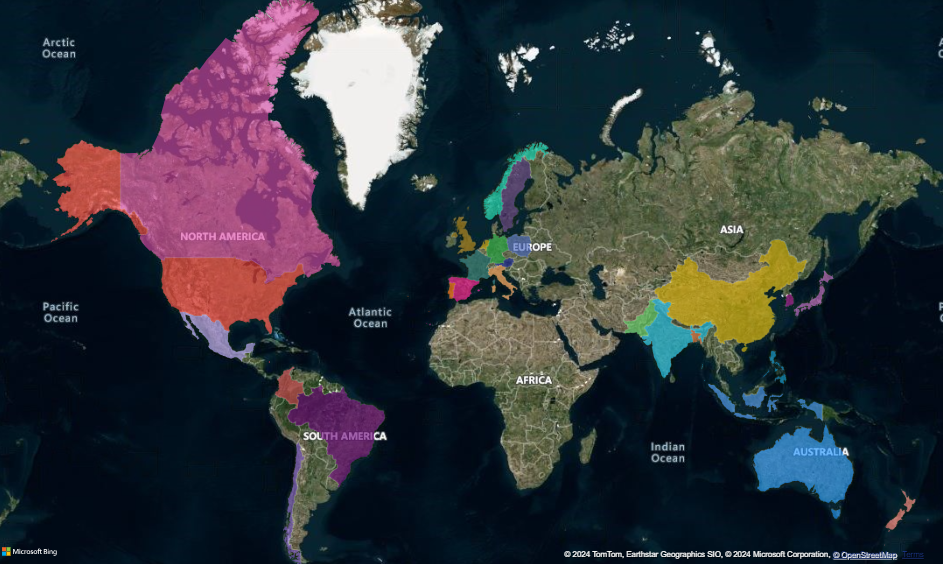 Arctic
Ocean
NORTH AMERICA
EUROPE
ASIA
Pacific
Ocean
Atlantic
Ocean
AFRICA
SOUTH AMERICA
Indian
Ocean
AUSTRALIA
Microsoft Bing
© 2024 TomTom, Earthstar Geographics SIO, © 2024 Microsoft Corporation, © OpenStreetMap Terms